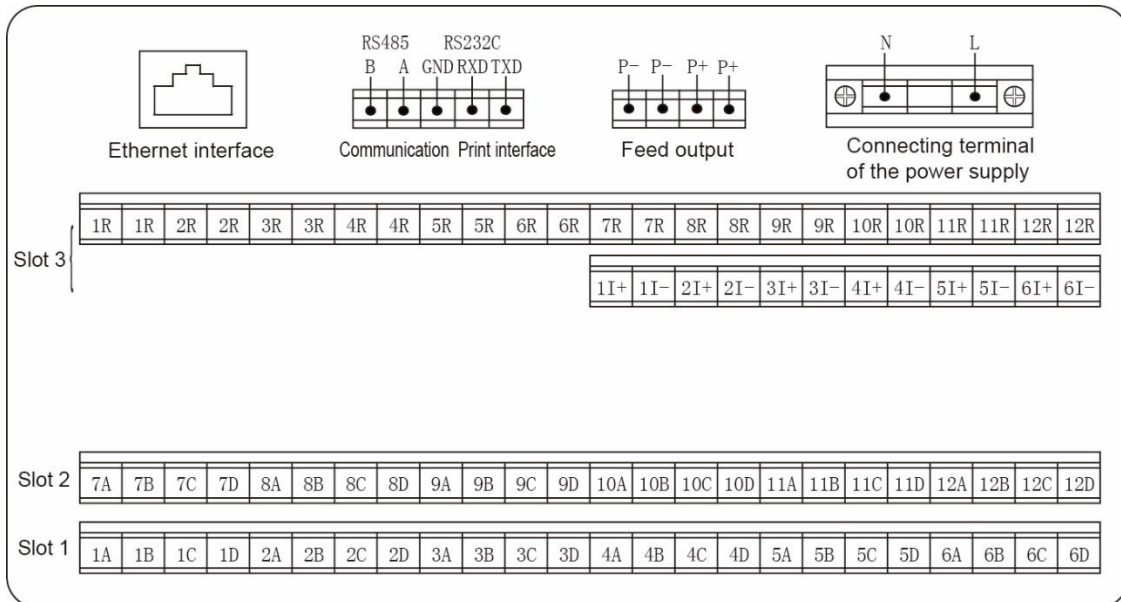 RS485 RS232C
B A GND RXD TXD
P- P- P+ P+
N L
Ethernet interface
Communication Print interface
Feed output
Connecting terminal
of the power supply
1R 1R 2R 2R 3R 3R 4R 4R 5R 5R 6R 6R 7R 7R 8R 8R 9R 9R 10R 10R 11R 11R 12R 12R
Slot 3
1I+ 1I- 2I+ 2I- 3I+ 3I- 4I+ 4I- 5I+ 5I- 6I+ 6I-
Slot 2 7A 7B 7C 7D 8A 8B 8C 8D 9A 9B 9C 9D 10A 10B 10C 10D 11A 11B 11C 11D 12A 12B 12C 12D
Slot 1 1A 1B 1C 1D 2A 2B 2C 2D 3A 3B 3C 3D 4A 4B 4C 4D 5A 5B 5C 5D 6A 6B 6C 6D